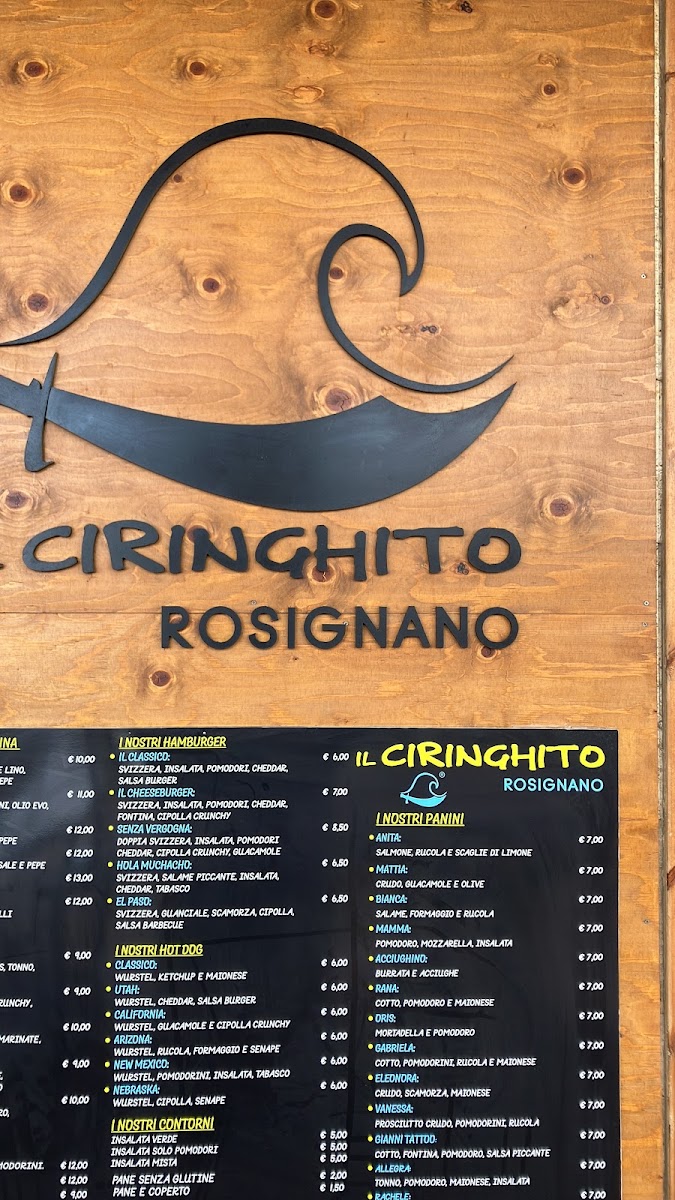 CIRINGHITO
ROSIGNANO
€ 10,00
€ 11,00
€ 12,00
€ 12,00
€ 13,00
€ 12,00
€ 9,00
€ 9,00
€ 10,00
€ 9,00
€ 10,00
€ 12,00
€ 12,00
€ 9,00
E LINO,
NI, OLIO EVO,
SALE E PEPE
S, TONNO,
MARINATE,
I NOSTRI HAMBURGER
IL CLASSICO: € 6,00
SVIZZERA, INSALATA, POMODORI, CHEDDAR,
SALSA BURGER
IL CHEESEBURGER: € 7,00
SVIZZERA, INSALATA, POMODORI, CHEDDAR,
FONTINA, CIPOLLA CRUNCHY
SENZA VERGOGNA: € 8,50
DOPPIA SVIZZERA, INSALATA, POMODORI
CHEDDAR, CIPOLLA CRUNCHY, GUACAMOLE
HOLA MUCHACHO: € 6,50
SVIZZERA, SALAME PICCANTE, INSALATA,
CHEDDAR, TABASCO
EL PASO: € 6,50
SVIZZERA, GUANCIALE, SCAMORZA, CIPOLLA,
SALSA BARBECUE
I NOSTRI HOT DOG
CLASSICO: € 6,00
WURSTEL, KETCHUP E MAIONESE
UTAH: € 6,00
WURSTEL, CHEDDAR, SALSA BURGER
CALIFORNIA: € 6,00
WURSTEL, GUACAMOLE E CIPOLLA CRUNCHY
ARIZONA: € 6,00
WURSTEL, RUCOLA, FORMAGGIO E SENAPE
NEW MEXICO: € 6,00
WURSTEL, POMODORINI, INSALATA, TABASCO
NEBRASKA: € 6,00
WURSTEL, CIPOLLA, SENAPE
I NOSTRI CONTORNI
INSALATA VERDE € 5,00
INSALATA SOLO POMODORI € 5,00
INSALATA MISTA € 5,00
PANE SENZA GLUTINE € 2,00
PANE E COPERTO € 1,50
IL CIRINGHITO
ROSIGNANO
I NOSTRI PANINI
ANITA: € 7,00
SALMONE, RUCOLA E SCAGLIE DI LIMONE
MATTIA: € 7,00
CRUDO, GUACAMOLE E OLIVE
BIANCA: € 7,00
SALAME, FORMAGGIO E RUCOLA
MAMMA: € 7,00
POMODORO, MOZZARELLA, INSALATA
ACCIUGHINO: € 7,00
BURRATA E ACCIUGHE
RANA: € 7,00
COTTO, POMODORO E MAIONESE
ORIS: € 7,00
MORTADELLA E POMODORO
GABRIELA: € 7,00
COTTO, POMODORINI, RUCOLA E MAIONESE
ELEONORA: € 7,00
CRUDO, SCAMORZA, MAIONESE
VANESSA: € 7,00
PROSCIUTTO CRUDO, POMODORINI, RUCOLA
GIANNI TATTOO: € 7,00
COTTO, FONTINA, POMODORO, SALSA PICCANTE
ALLEGRA: € 7,00
TONNO, POMODORO, MAIONESE, INSALATA
RACHELE: € 7,00